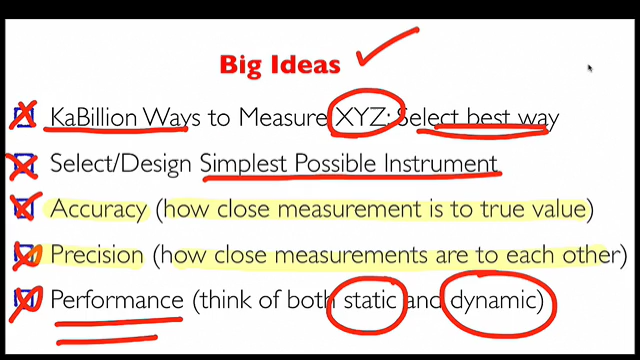 Big Ideas
KaBillion Ways to Measure XYZ: Select best way
Select/Design Simplest Possible Instrument
Accuracy (how close measurement is to true value)
Precision (how close measurements are to each other)
Performance (think of both static and dynamic)